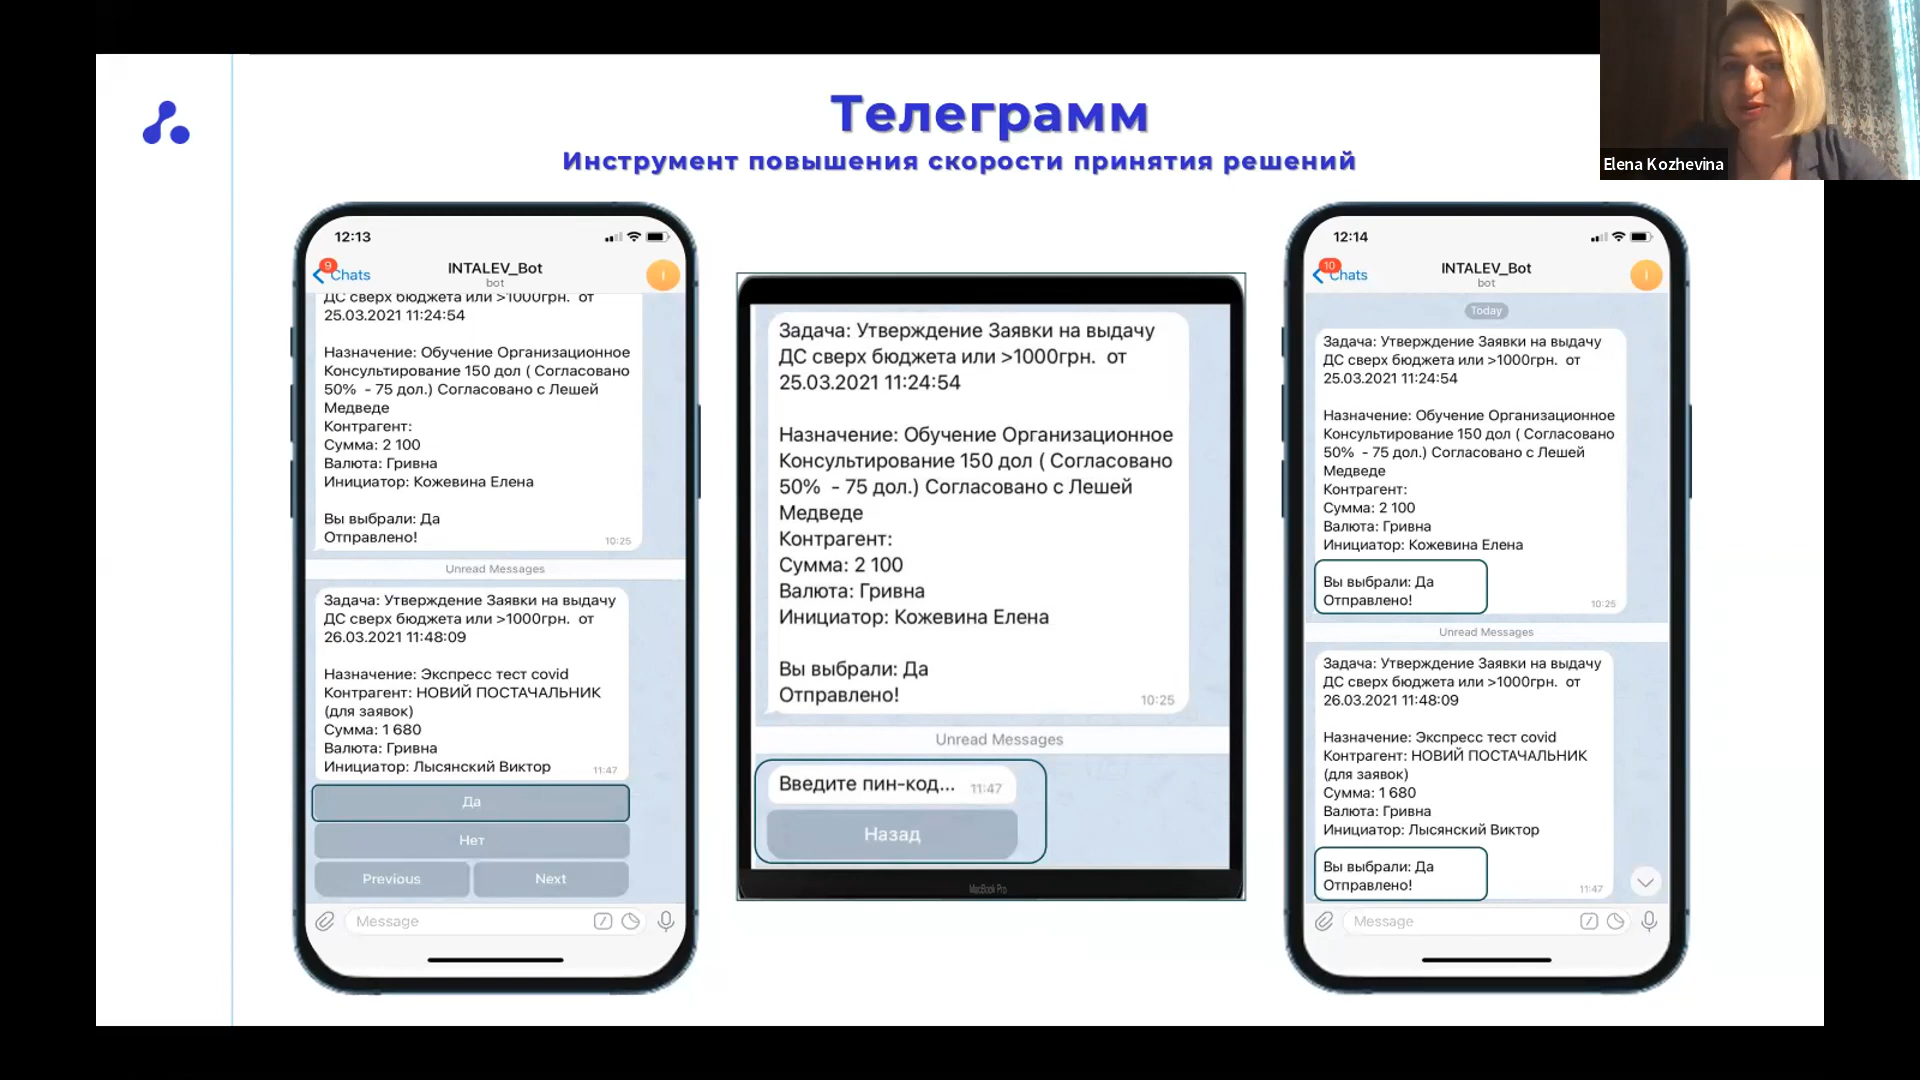 Телеграмм
Инструмент повышения скорости принятия решений
Elena Kozhevina
12:13
9
Chats
INTALEV_Bot
bot
ДС сверх бюджета или >1000грн. от
25.03.2021 11:24:54
Назначение: Обучение Организационное
Консультирование 150 дол ( Согласовано
50% - 75 дол.) Согласовано с Лешей
Медведе
Контрагент:
Сумма: 2 100
Валюта: Гривна
Инициатор: Кожевина Елена
Вы выбрали: Да
Отправлено!
10:25
Unread Messages
Задача: Утверждение Заявки на выдачу
ДС сверх бюджета или >1000грн. от
26.03.2021 11:48:09
Назначение: Экспресс тест covid
Контрагент: НОВИЙ ПОСТАЧАЛЬНИК
(для заявок)
Сумма: 1 680
Валюта: Гривна
Инициатор: Лысянский Виктор
11:47
Да
Нет
Previous Next
Message
Задача: Утверждение Заявки на выдачу
ДС сверх бюджета или >1000грн. от
25.03.2021 11:24:54
Назначение: Обучение Организационное
Консультирование 150 дол ( Согласовано
50% - 75 дол.) Согласовано с Лешей
Медведе
Контрагент:
Сумма: 2 100
Валюта: Гривна
Инициатор: Кожевина Елена
Вы выбрали: Да
Отправлено!
10:25
Unread Messages
Введите пин-код... 11:47
Назад
MacBook Pro
12:14
10
Chats
INTALEV_Bot
bot
Today
Задача: Утверждение Заявки на выдачу
ДС сверх бюджета или >1000грн. от
25.03.2021 11:24:54
Назначение: Обучение Организационное
Консультирование 150 дол ( Согласовано
50% - 75 дол.) Согласовано с Лешей
Медведе
Контрагент:
Сумма: 2 100
Валюта: Гривна
Инициатор: Кожевина Елена
Вы выбрали: Да
Отправлено!
10:25
Unread Messages
Задача: Утверждение Заявки на выдачу
ДС сверх бюджета или >1000грн. от
26.03.2021 11:48:09
Назначение: Экспресс тест covid
Контрагент: НОВИЙ ПОСТАЧАЛЬНИК
(для заявок)
Сумма: 1 680
Валюта: Гривна
Инициатор: Лысянский Виктор
Вы выбрали: Да
Отправлено!
11:47
Message